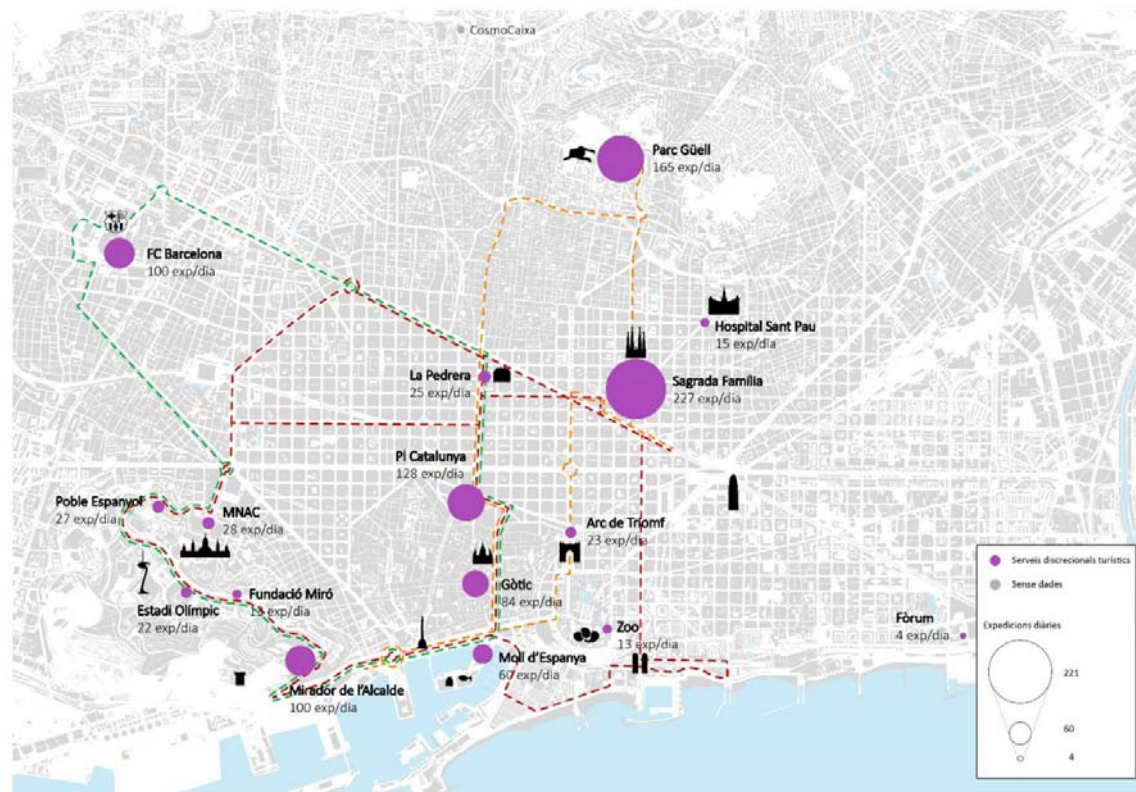 CosmoCaixa
Parc Güell
165 exp/dia
FC Barcelona
100 exp/dia
Hospital Sant Pau
15 exp/dia
La Pedrera
25 exp/dia
Sagrada Família
227 exp/dia
Pl Catalunya
128 exp/dia
Poble Espanyol
27 exp/dia
MNAC
28 exp/dia
Arc de Triomf
23 exp/dia
Gòtic
84 exp/dia
Estadi Olímpic
22 exp/dia
Fundació Miró
exp/dia
Zoo
13 exp/dia
Fòrum
4 exp/dia
Moll d'Espanya
60 exp/dia
Mirador de l'Alcalde
100 exp/dia
Serveis discrecionals turístics
Sense dades
Expedicions diàries
221
60
4